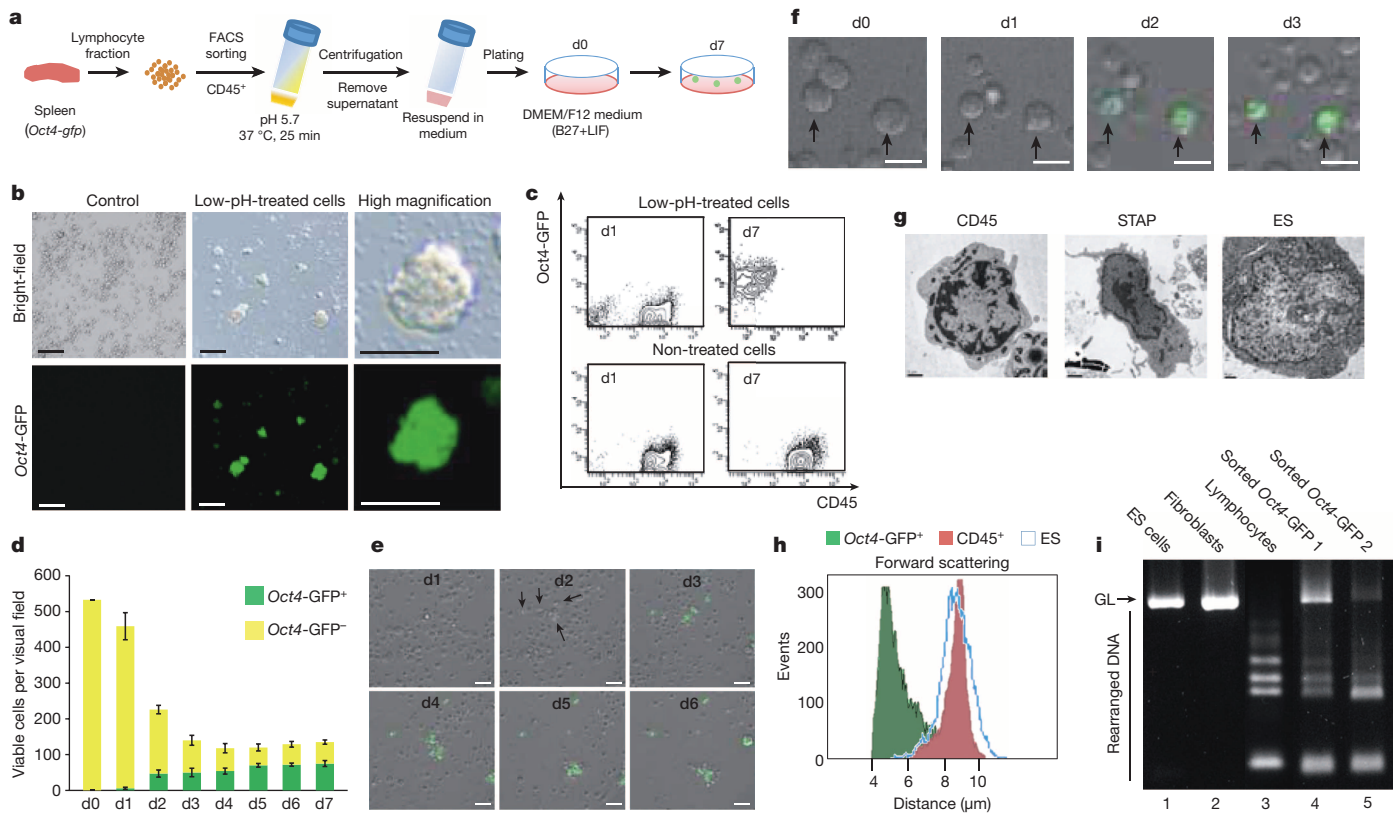 a
Lymphocyte
fraction
FACS
sorting
CD45⁺
Centrifugation
Remove
supernatant
Plating
d0
d7
Spleen
(Oct4-gfp)
pH 5.7
37 °C, 25 min
Resuspend in
medium
DMEM/F12 medium
(B27+LIF)
b
Control
Low-pH-treated cells
High magnification
Bright-field
Oct4-GFP
c
Oct4-GFP
Low-pH-treated cells
d1
d7
Non-treated cells
d1
d7
CD45
d
Viable cells per visual field
600
500
400
300
200
100
0
Oct4-GFP⁺
Oct4-GFP⁻
d0 d1 d2 d3 d4 d5 d6 d7
e
d1
d2
d3
d4
d5
d6
f
d0
d1
d2
d3
g
CD45
STAP
ES
h
Oct4-GFP⁺
CD45⁺
ES
Forward scattering
Events
300
200
100
0
4 6 8 10
Distance (µm)
i
ES cells
Fibroblasts
Lymphocytes
Sorted Oct4-GFP 1
Sorted Oct4-GFP 2
GL
Rearranged DNA
1 2 3 4 5